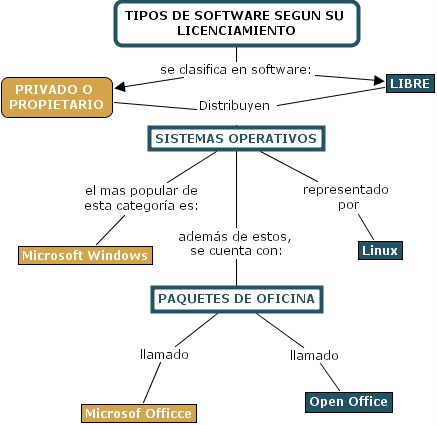 TIPOS DE SOFTWARE SEGUN SU
LICENCIAMIENTO
se clasifica en software:
PRIVADO O
PROPIETARIO
LIBRE
Distribuyen
SISTEMAS OPERATIVOS
el mas popular de
esta categoría es:
representado
por
Microsoft Windows
además de estos,
se cuenta con:
Linux
PAQUETES DE OFICINA
llamado
llamado
Microsof Officce
Open Office